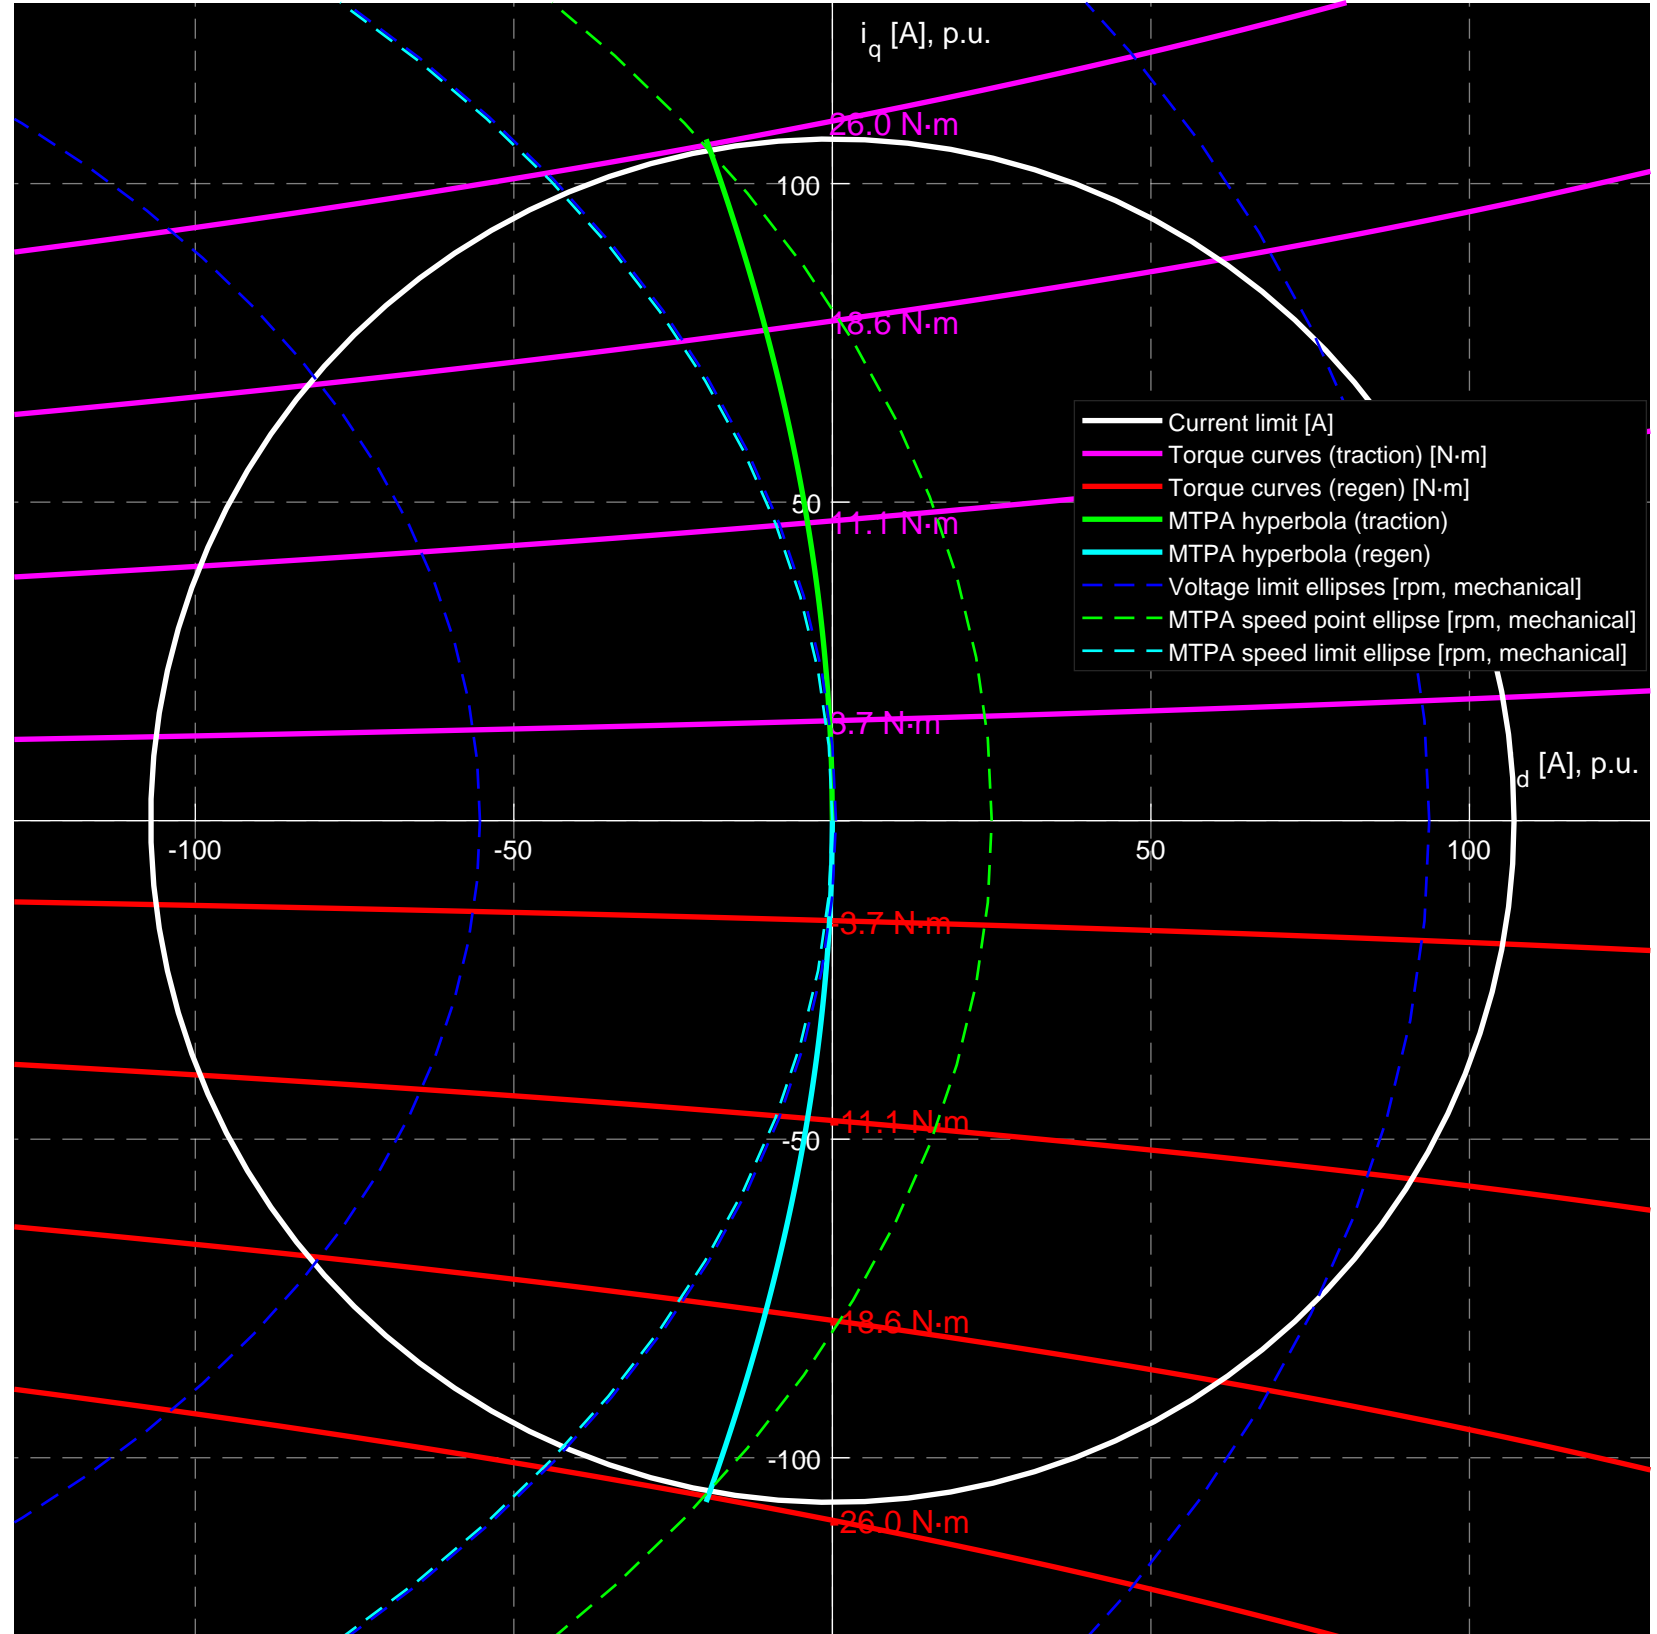 i_q [A], p.u.
26.0 N·m
100
18.6 N·m
Current limit [A]
Torque curves (traction) [N·m]
Torque curves (regen) [N·m]
MTPA hyperbola (traction)
MTPA hyperbola (regen)
Voltage limit ellipses [rpm, mechanical]
MTPA speed point ellipse [rpm, mechanical]
MTPA speed limit ellipse [rpm, mechanical]
50
11.1 N·m
3.7 N·m
d [A], p.u.
-100
-50
50
100
-3.7 N·m
-11.1 N·m
-50
-18.6 N·m
-100
-26.0 N·m